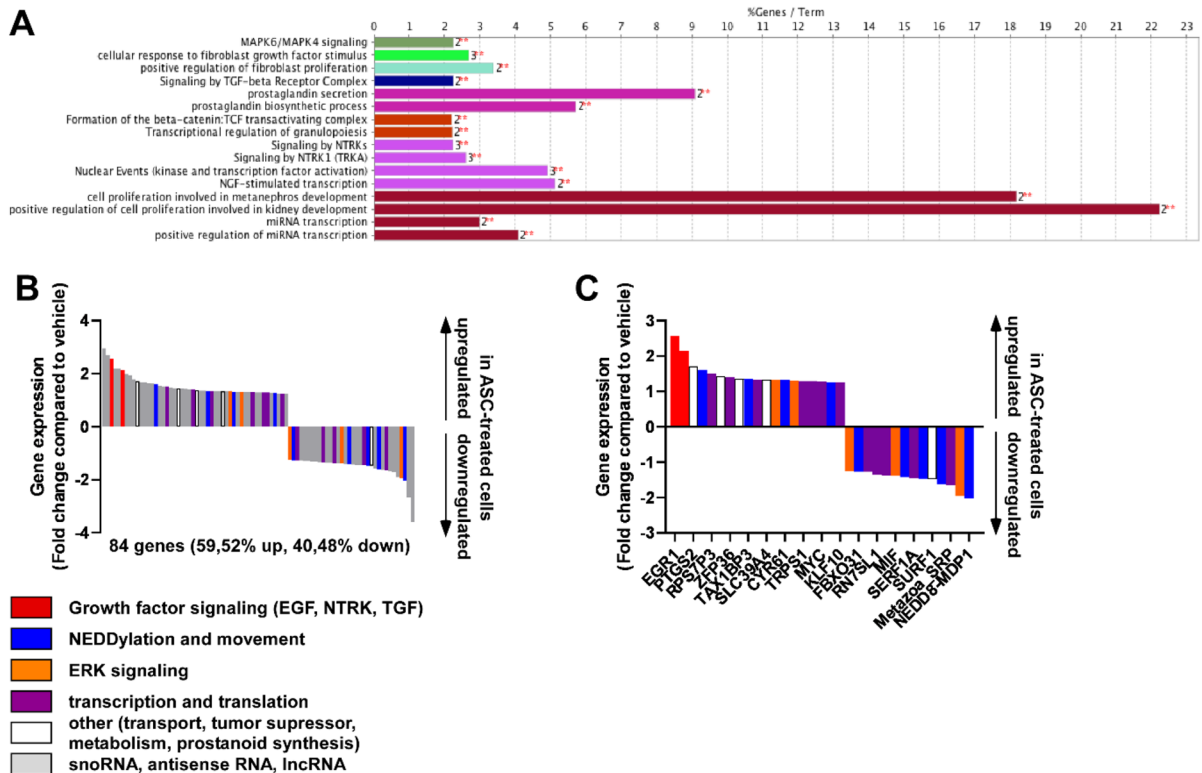 A
%Genes / Term
0 1 2 3 4 5 6 7 8 9 10 11 12 13 14 15 16 17 18 19 20 21 22 23
MAPK6/MAPK4 signaling 2**
cellular response to fibroblast growth factor stimulus 3**
positive regulation of fibroblast proliferation 2**
Signaling by TGF-beta Receptor Complex 2**
prostaglandin secretion 2**
prostaglandin biosynthetic process 2**
Formation of the beta-catenin:TCF transactivating complex 2**
Transcriptional regulation of granulopoiesis 2**
Signaling by NTRKs 3**
Signaling by NTRK1 (TRKA) 3**
Nuclear Events (kinase and transcription factor activation) 3**
NGF-stimulated transcription 2**
cell proliferation involved in metanephros development 2**
positive regulation of cell proliferation involved in kidney development 2**
miRNA transcription 2**
positive regulation of miRNA transcription 2**
B
Gene expression
(Fold change compared to vehicle)
4
2
0
-2
-4
84 genes (59,52% up, 40,48% down)
upregulated downregulated
in ASC-treated cells
C
Gene expression
(Fold change compared to vehicle)
3
2
1
0
-1
-2
-3
EGR1
PTGS2
RPS7P3
ZFP36
TAX1BP3
SLC39A4
C1R61
TRPS1
MYC
KLF10
FBXO31
RN7SL1
MIF
SERF1A
SURF1
Metazoa_SRP
NEDD8-MDP1
upregulated downregulated
in ASC-treated cells
Growth factor signaling (EGF, NTRK, TGF)
NEDDylation and movement
ERK signaling
transcription and translation
other (transport, tumor supressor,
metabolism, prostanoid synthesis)
snoRNA, antisense RNA, lncRNA